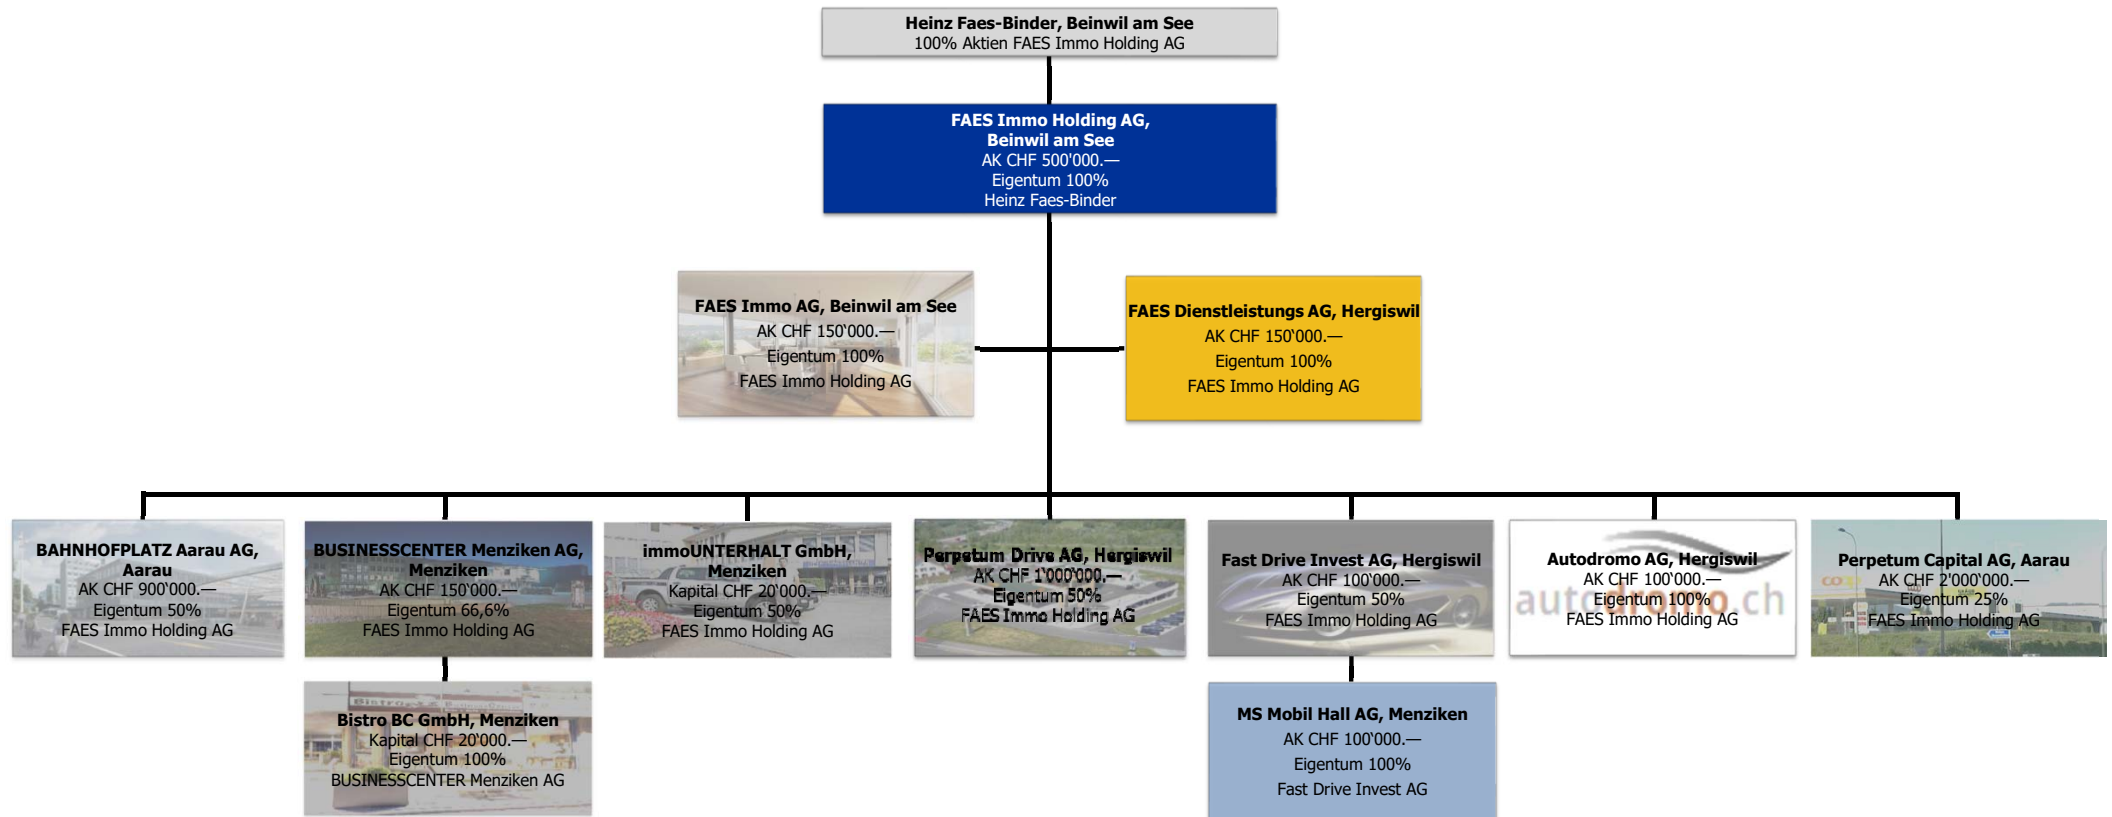 Heinz Faes-Binder, Beinwil am See
100% Aktien FAES Immo Holding AG
FAES Immo Holding AG,
Beinwil am See
AK CHF 500'000.—
Eigentum 100%
Heinz Faes-Binder
FAES Immo AG, Beinwil am See
AK CHF 150‘000.—
Eigentum 100%
FAES Immo Holding AG
FAES Dienstleistungs AG, Hergiswil
AK CHF 150‘000.—
Eigentum 100%
FAES Immo Holding AG
BAHNHOFPLATZ Aarau AG,
Aarau
AK CHF 900‘000.—
Eigentum 50%
FAES Immo Holding AG
BUSINESSCENTER Menziken AG,
Menziken
AK CHF 150‘000.—
Eigentum 66,6%
FAES Immo Holding AG
immoUNTERHALT GmbH,
Menziken
Kapital CHF 20‘000.—
Eigentum 50%
FAES Immo Holding AG
Perpetum Drive AG, Hergiswil
AK CHF 1‘000‘000.—
Eigentum 50%
FAES Immo Holding AG
Fast Drive Invest AG, Hergiswil
AK CHF 100‘000.—
Eigentum 50%
FAES Immo Holding AG
Autodromo AG, Hergiswil
AK CHF 100‘000.—
Eigentum 100%
autodromo.ch
FAES Immo Holding AG
Perpetum Capital AG, Aarau
AK CHF 2‘000‘000.—
Eigentum 25%
FAES Immo Holding AG
Bistro BC GmbH, Menziken
Kapital CHF 20‘000.—
Eigentum 100%
BUSINESSCENTER Menziken AG
MS Mobil Hall AG, Menziken
AK CHF 100‘000.—
Eigentum 100%
Fast Drive Invest AG